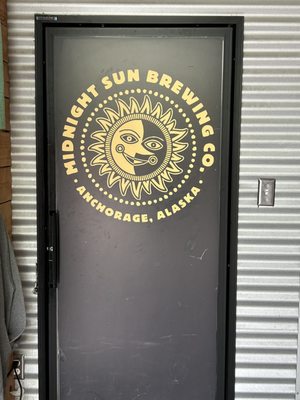 MIDNIGHT SUN BREWING CO.
ANCHORAGE, ALASKA